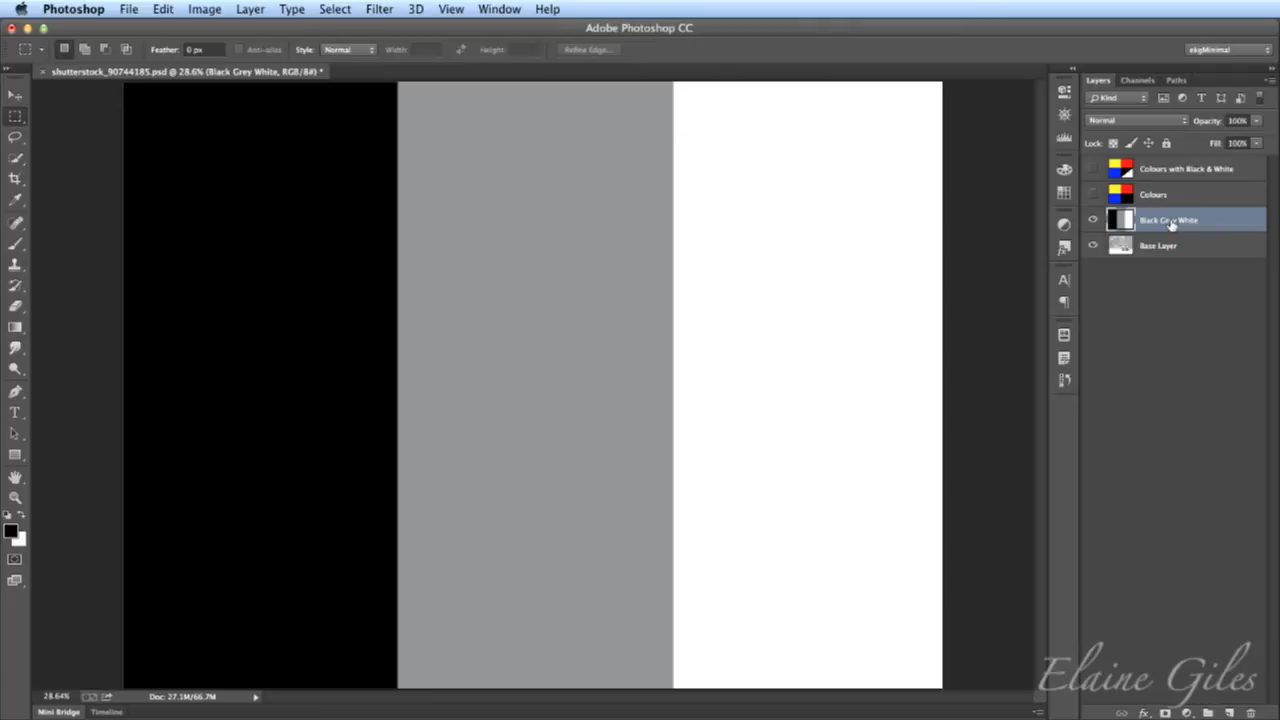 Photoshop File Edit Image Layer Type Select Filter 3D View Window Help
Adobe Photoshop CC
Feather: 0 px Anti-alias Style: Normal Width: Height: Refine Edge... ekgMinimal
shutterstock_90744185.psd @ 28.6% (Black Grey White, RGB/8#) *
Layers Channels Paths
Kind
Normal Opacity: 100%
Lock: Fill: 100%
Colours with Black & White
Colours
Black Grey White
Base Layer
28.64% Doc: 27.1M/66.7M
Mini Bridge Timeline
Elaine Giles